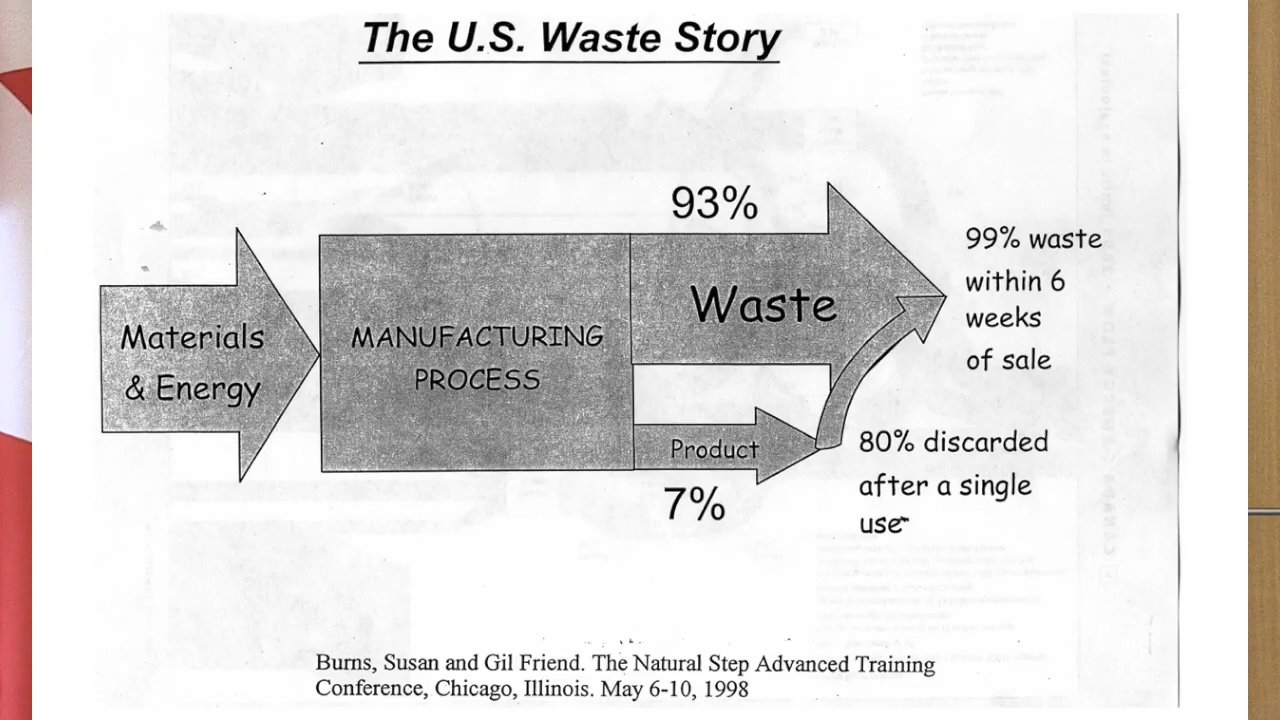 The U.S. Waste Story
93%
99% waste
within 6
weeks
of sale
Waste
Materials
& Energy
MANUFACTURING
PROCESS
Product
7%
80% discarded
after a single
use
Burns, Susan and Gil Friend. The Natural Step Advanced Training
Conference, Chicago, Illinois. May 6-10, 1998